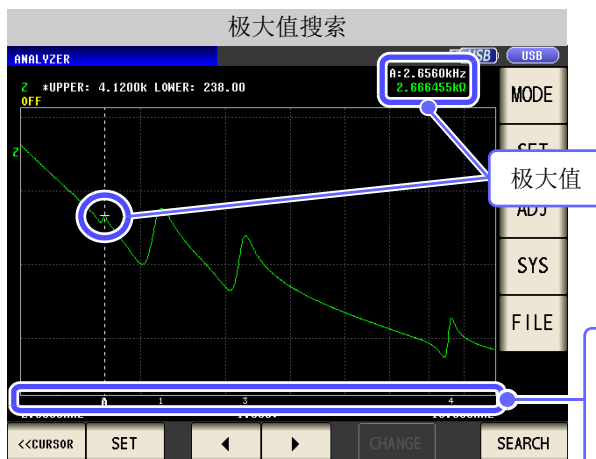 极大值搜索
ANALYZER
USB
Z *UPPER: 4.1200k LOWER: 238.00
OFF
A:2.6560kHz
2.666455kΩ
MODE
Z
极大值
ADJ
SYS
FILE
A 1 3 4
<<CURSOR SET ◀ ▶ CHANGE SEARCH